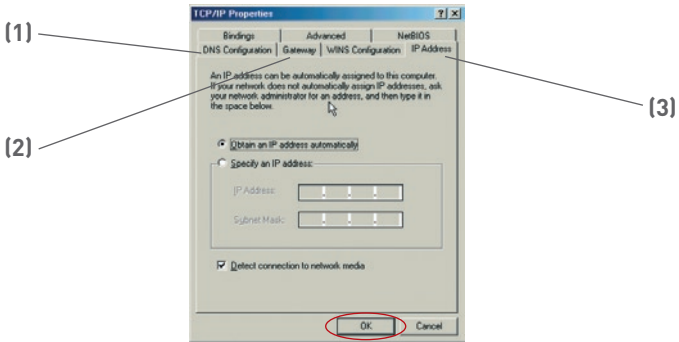 TCP/IP Properties
? X
Bindings Advanced NetBIOS
DNS Configuration Gateway WINS Configuration IP Address
An IP address can be automatically assigned to this computer.
If your network does not automatically assign IP addresses, ask
your network administrator for an address, and then type it in
the space below.
Obtain an IP address automatically
Specify an IP address:
IP Address:
Subnet Mask:
Detect connection to network media
OK Cancel
(1)
(2)
(3)